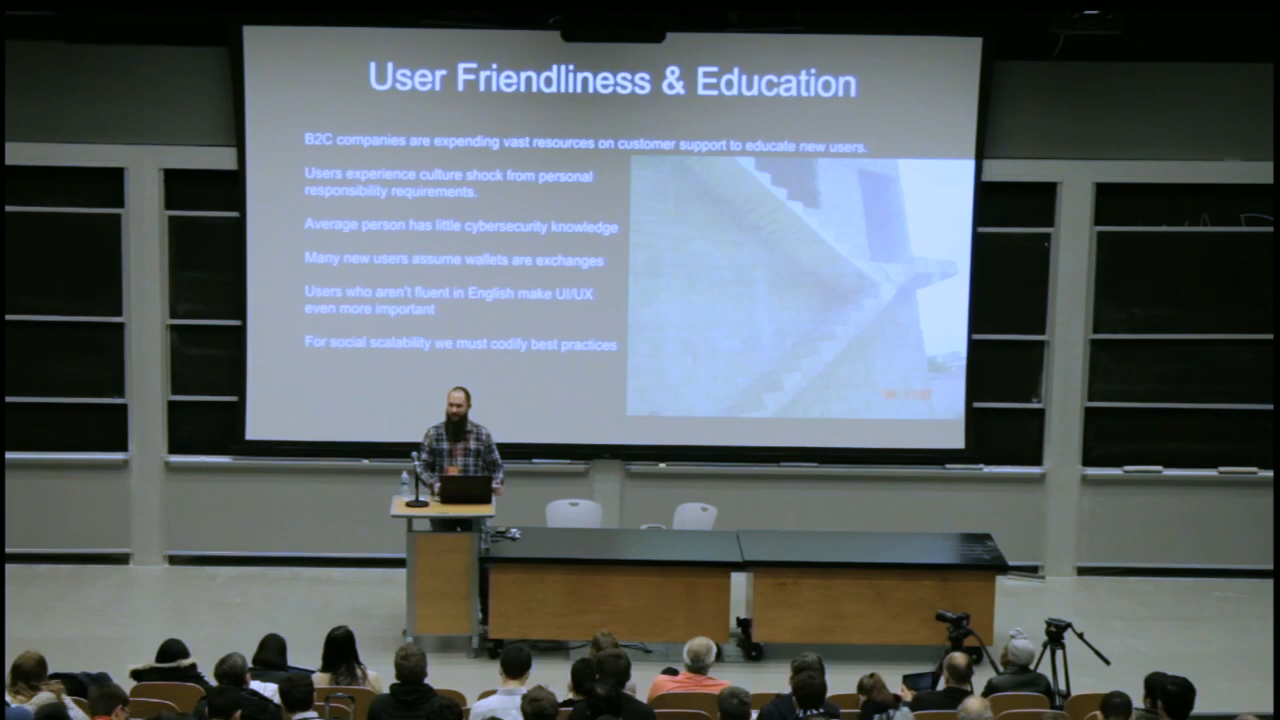 User Friendliness & Education
B2C companies are expending vast resources on customer support to educate new users.
Users experience culture shock from personal
responsibility requirements.
Average person has little cybersecurity knowledge
Many new users assume wallets are exchanges
Users who aren't fluent in English make UI/UX
even more important
For social scalability we must codify best practices